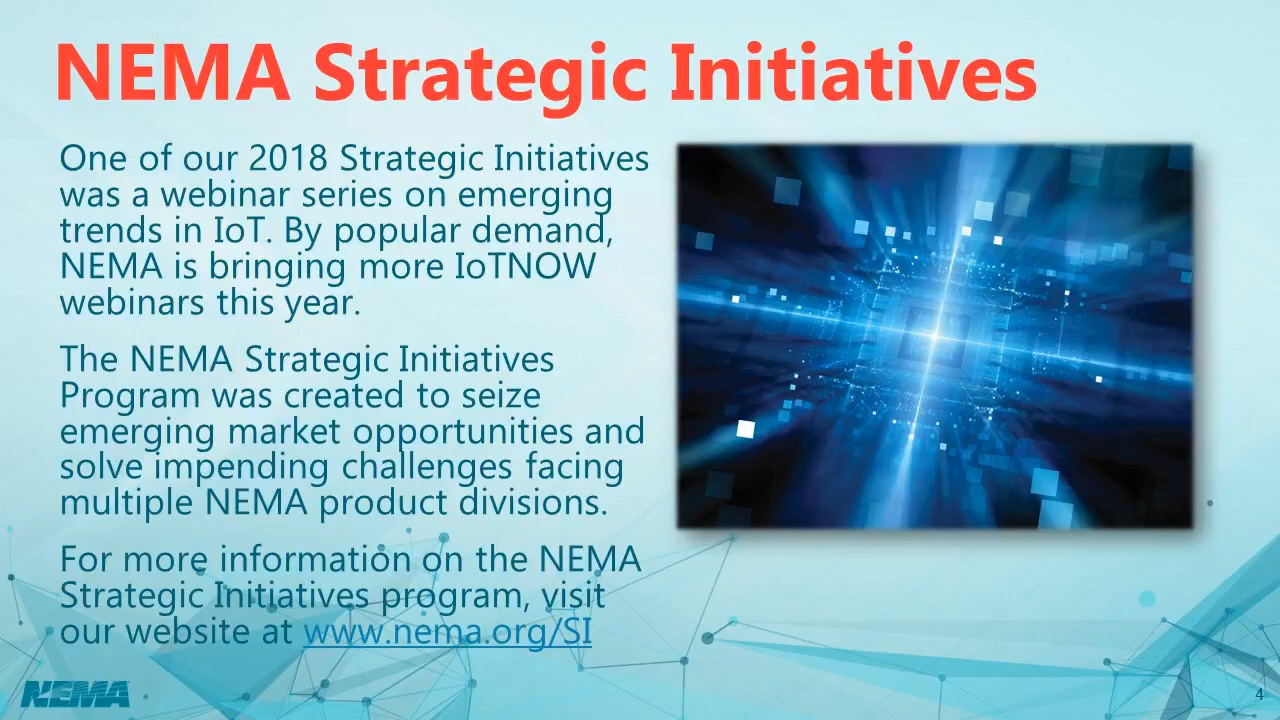 NEMA Strategic Initiatives
One of our 2018 Strategic Initiatives
was a webinar series on emerging
trends in IoT. By popular demand,
NEMA is bringing more IoTNOW
webinars this year.
The NEMA Strategic Initiatives
Program was created to seize
emerging market opportunities and
solve impending challenges facing
multiple NEMA product divisions.
For more information on the NEMA
Strategic Initiatives program, visit
our website at www.nema.org/SI
NEMA
4